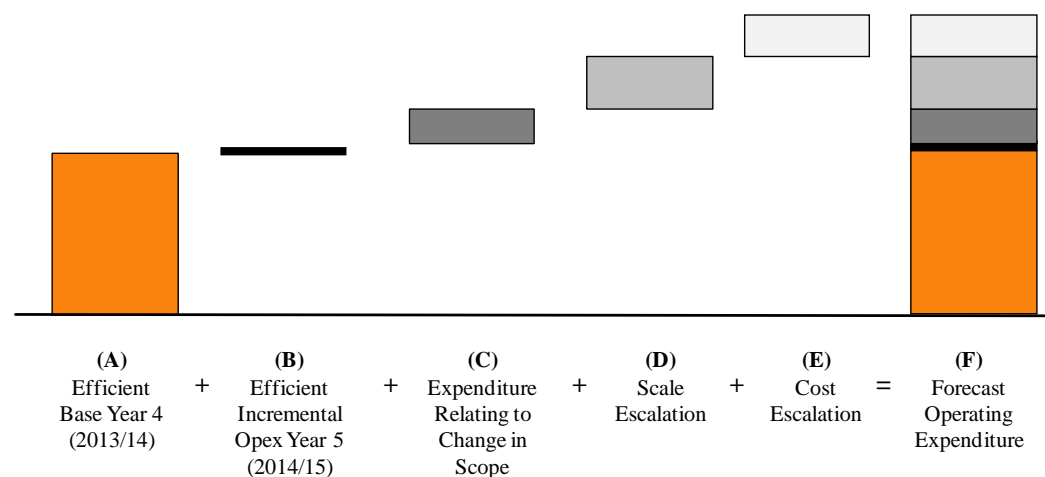 (A)
Efficient
Base Year 4
(2013/14)
+
(B)
Efficient
Incremental
Opex Year 5
(2014/15)
+
(C)
Expenditure
Relating to
Change in
Scope
+
(D)
Scale
Escalation
+
(E)
Cost
Escalation
=
(F)
Forecast
Operating
Expenditure